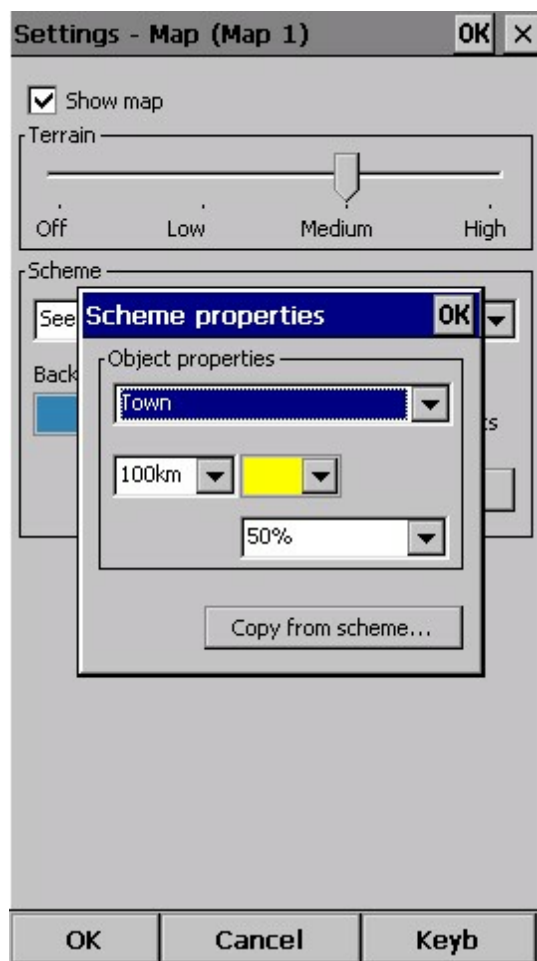 Settings - Map (Map 1) OK
Show map
Terrain
Off Low Medium High
Scheme
See
Scheme properties OK
Back
Object properties
Town
100km
50%
Copy from scheme...
OK Cancel Keyb